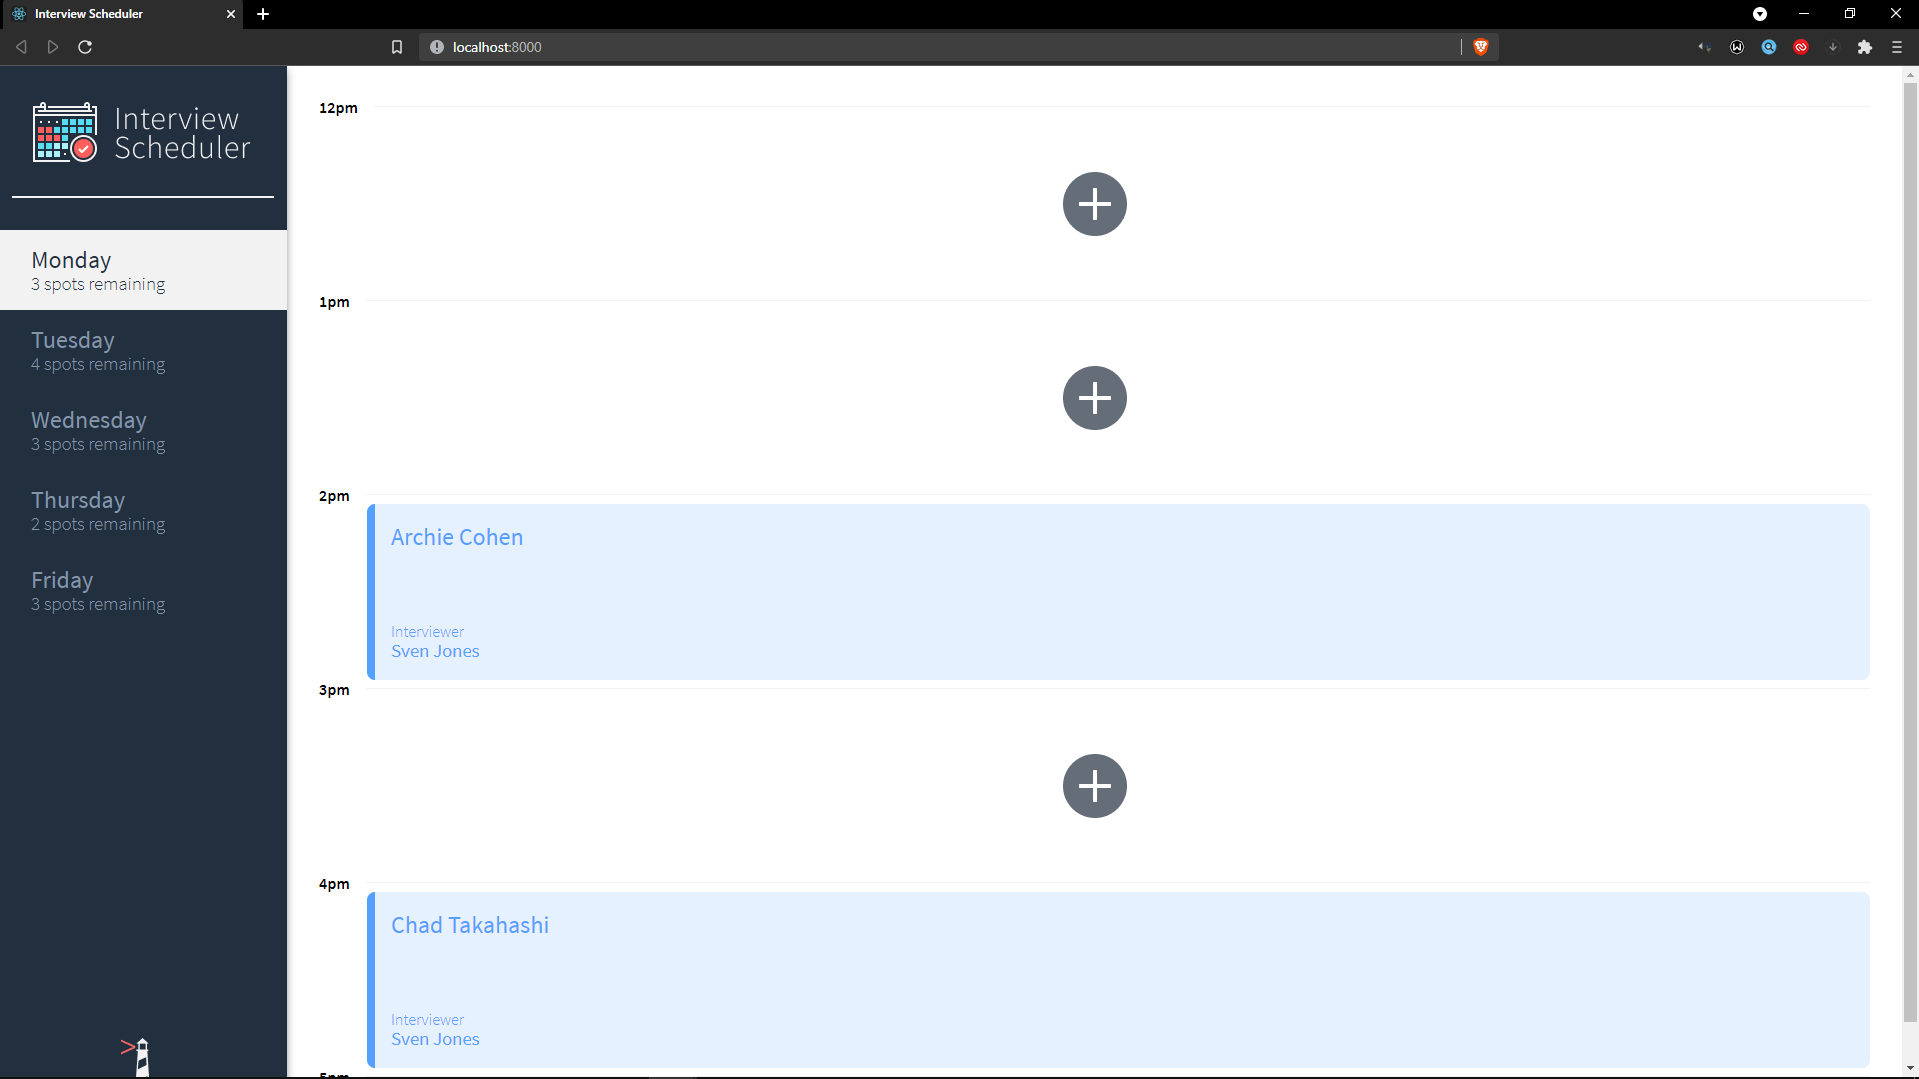 Interview Scheduler
localhost:8000
Interview
Scheduler
Monday
3 spots remaining
Tuesday
4 spots remaining
Wednesday
3 spots remaining
Thursday
2 spots remaining
Friday
3 spots remaining
12pm
1pm
2pm
Archie Cohen
Interviewer
Sven Jones
3pm
4pm
Chad Takahashi
Interviewer
Sven Jones
5pm